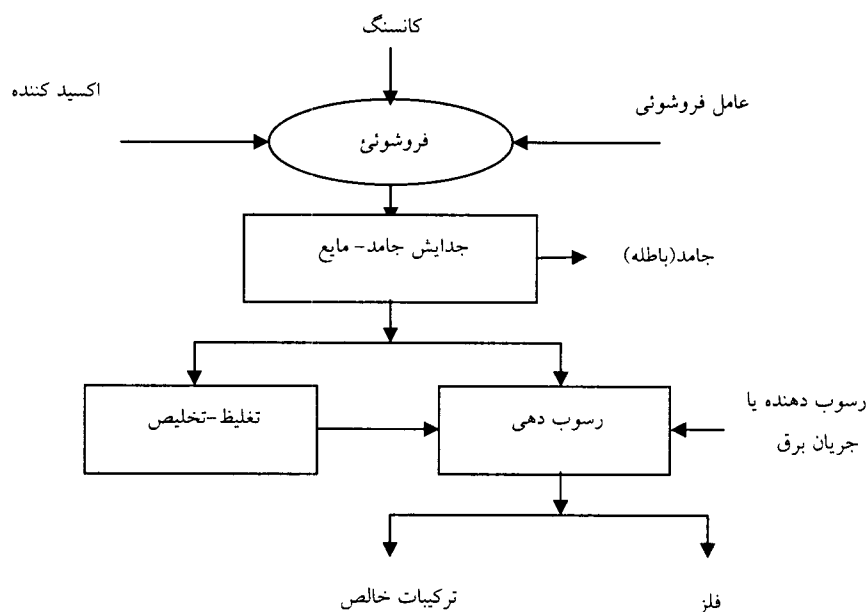 کانسنگ
اکسید کننده
عامل فروشوئی
فروشوئئ
جدایش جامد- مایع
جامد(باطله)
تغلیظ-تخلیص
رسوب دهی
رسوب دهنده یا
جریان برق
ترکیبات خالص
فلز